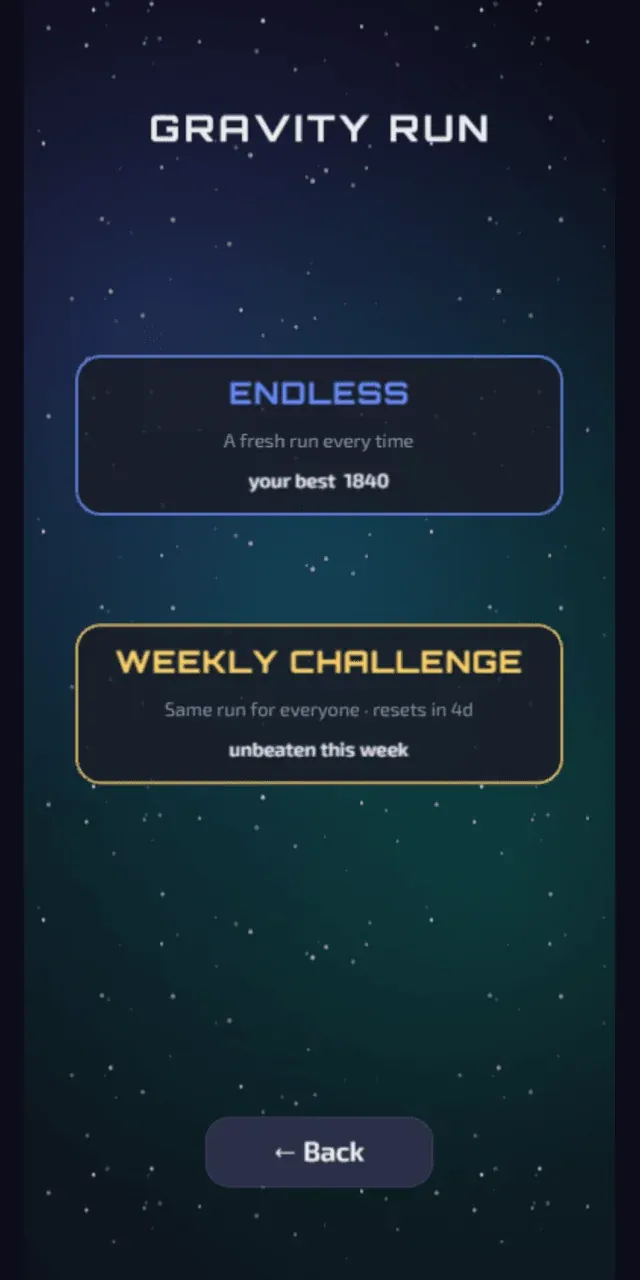 GRAVITY RUN
ENDLESS
A fresh run every time
your best 1840
WEEKLY CHALLENGE
Same run for everyone · resets in 4d
unbeaten this week
← Back